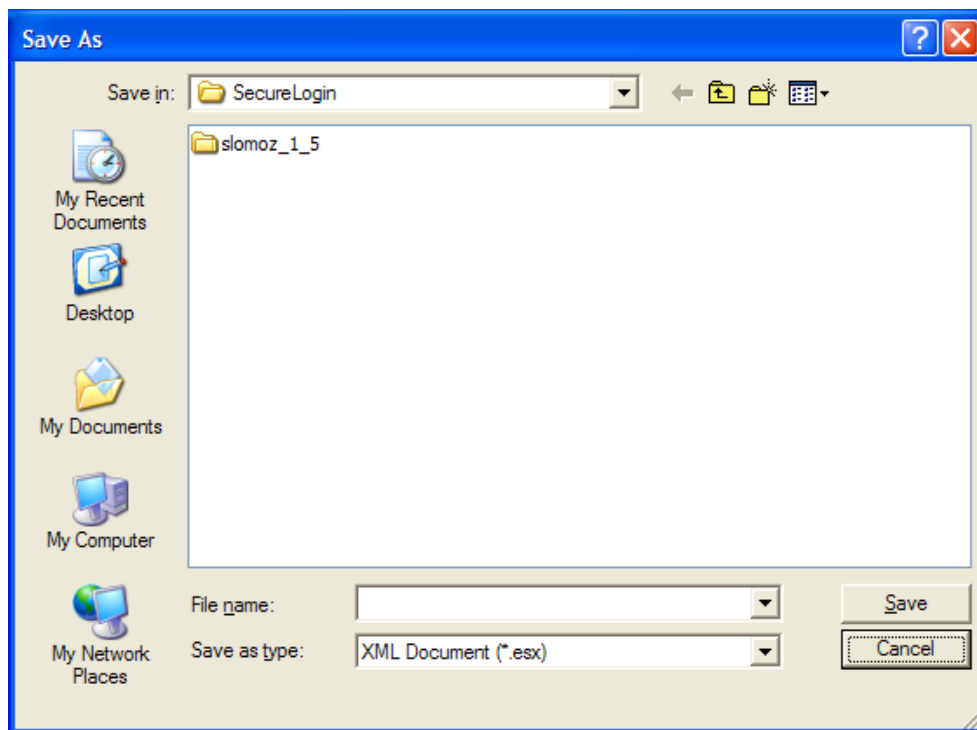 Save As
Save in:
SecureLogin
slomoz_1_5
My Recent
Documents
Desktop
My Documents
My Computer
My Network
Places
File name:
Save
Save as type:
XML Document (*.esx)
Cancel